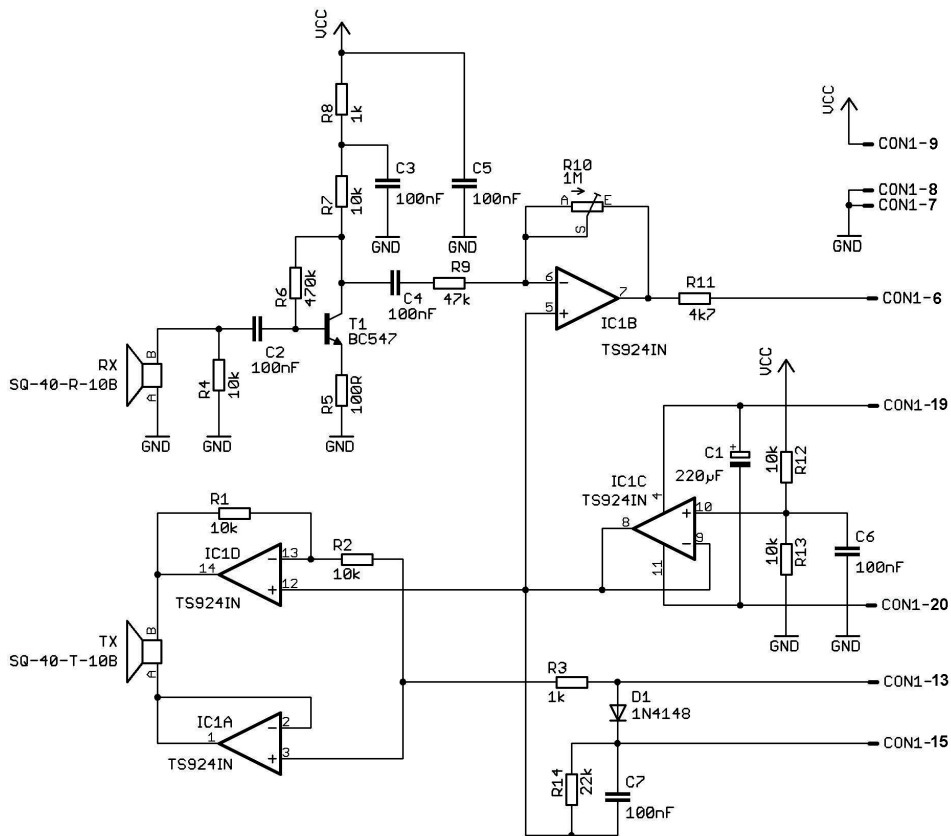 VCC
R8
1k
C3
100nF
C5
100nF
R7
10k
GND
GND
R10
1M
A
E
S
VCC
CON1-9
CON1-8
CON1-7
GND
R6
470k
C4
100nF
R9
47k
6
-
7
5
+
IC1B
TS924IN
R11
4k7
CON1-6
T1
BC547
C2
100nF
RX
SQ-40-R-10B
B
A
R4
10k
R5
100R
GND
GND
GND
VCC
CON1-19
C1
+
220µF
10k
R12
IC1C
TS924IN
4
8
+
10
-
9
11
10k
R13
C6
100nF
CON1-20
GND
GND
R1
10k
IC1D
14
-
13
R2
10k
+
12
TS924IN
TX
SQ-40-T-10B
B
A
IC1A
1
-
2
+
3
TS924IN
R3
1k
CON1-13
D1
1N4148
CON1-15
R14
22k
C7
100nF